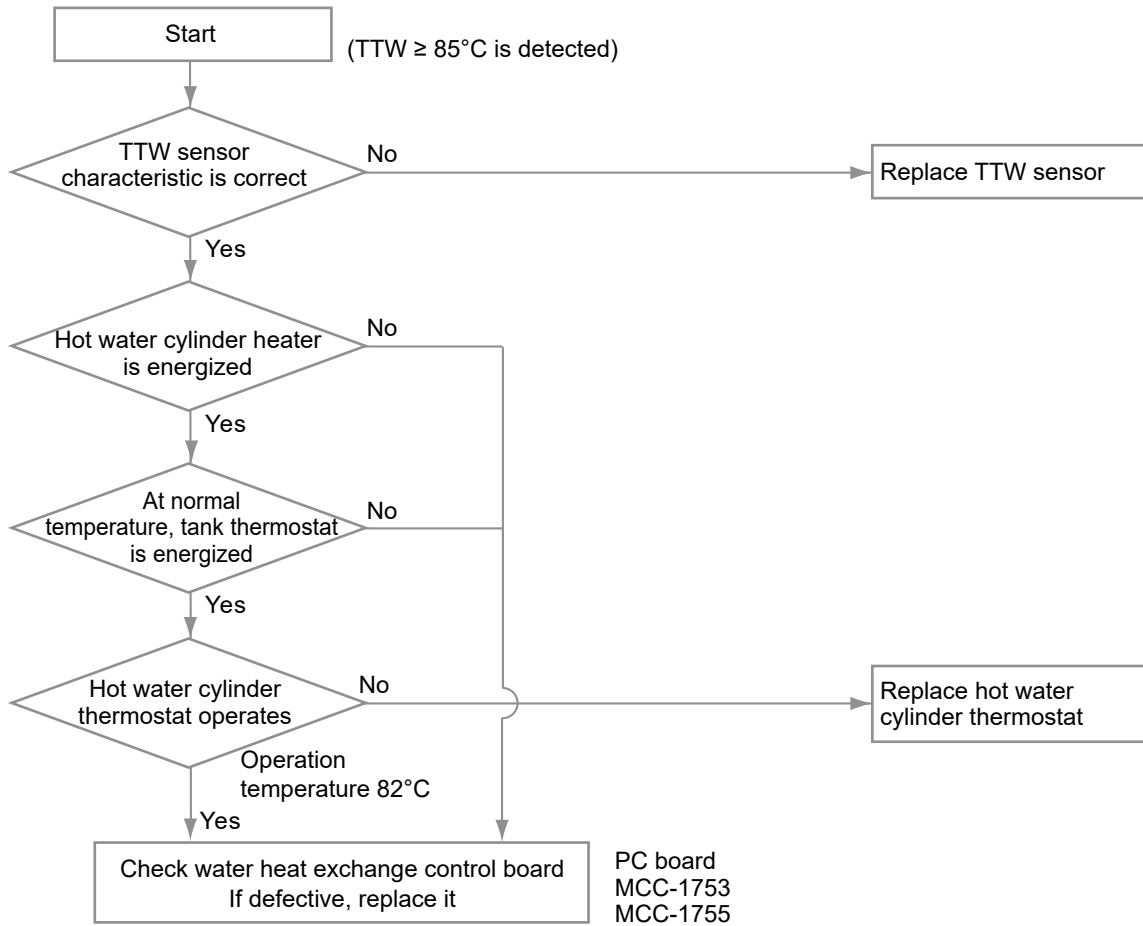 Start
(TTW ≥ 85°C is detected)
TTW sensor
characteristic is correct
No
Replace TTW sensor
Yes
Hot water cylinder heater
is energized
No
Yes
At normal
temperature, tank thermostat
is energized
No
Yes
Hot water cylinder
thermostat operates
No
Replace hot water
cylinder thermostat
Operation
temperature 82°C
Yes
Check water heat exchange control board
If defective, replace it
PC board
MCC-1753
MCC-1755